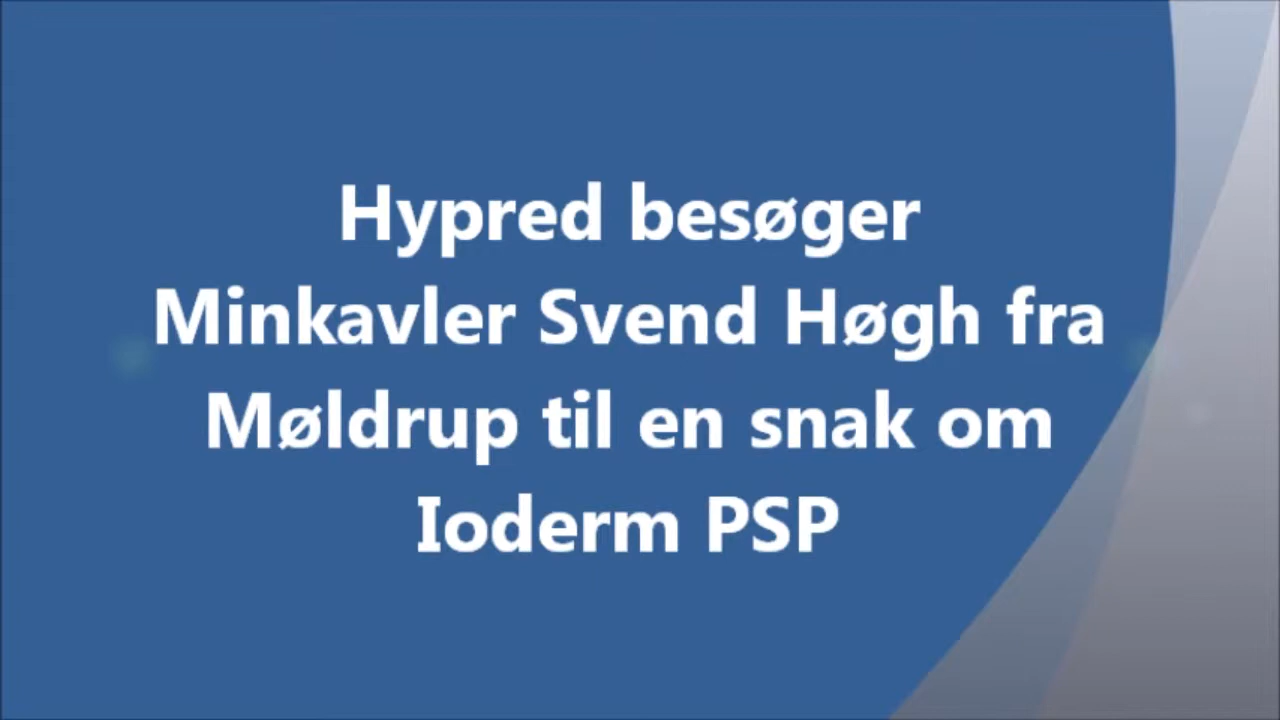 Hypred besøger
Minkavler Svend Høgh fra
Møldrup til en snak om
Ioderm PSP